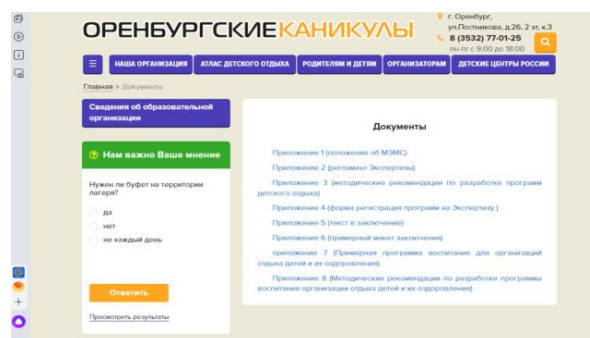 ОРЕНБУРГСКИЕКАНИКУЛЫ
г. Оренбург,
ул.Постникова, д.26, 2 эт, к.3
8 (3532) 77-01-25
пн-пт с 9:00 до 18:00
НАША ОРГАНИЗАЦИЯ АТЛАС ДЕТСКОГО ОТДЫХА РОДИТЕЛЯМ И ДЕТЯМ ОРГАНИЗАТОРАМ ДЕТСКИЕ ЦЕНТРЫ РОССИИ
Главная > Документы
Сведения об образовательной
организации
Нам важно Ваше мнение
Нужен ли буфет на территории
лагеря?
да
нет
не каждый день
Ответить
Просмотреть результаты
Документы
Приложение 1 (положение об МЭМС)
Приложение 2 (регламент Экспертизы)
Приложение 3 (методические рекомендации по разработке программ
детского отдыха)
Приложение 4 (форма регистрация программ на Экспертизу )
Приложение 5 (текст в заключение)
Приложение 6 (примерный макет заключения)
приложение 7 (Примерная программа воспитания для организаций
отдыха детей и их оздоровления)
Приложение 8 (Методические рекомендации по разработке программы
воспитания организации отдыха детей и их оздоровления)